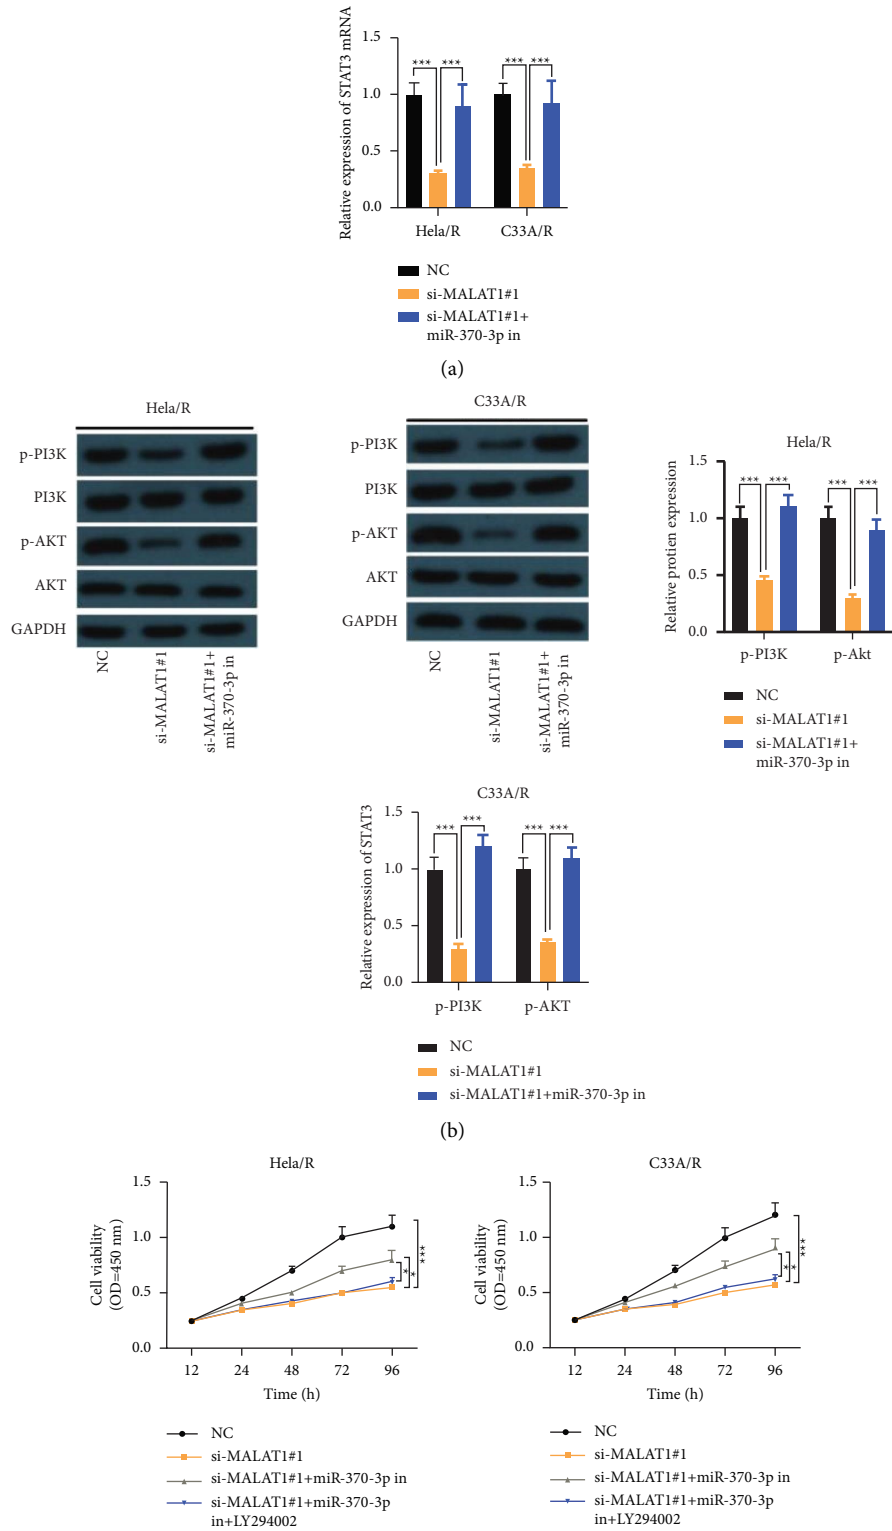 Relative expression of STAT3 mRNA
1.5
1.0
0.5
0.0
*** *** *** ***
Hela/R C33A/R
NC
si-MALAT1#1
si-MALAT1#1+
miR-370-3p in
(a)
Hela/R
p-PI3K
PI3K
p-AKT
AKT
GAPDH
NC
si-MALAT1#1
si-MALAT1#1+
miR-370-3p in
C33A/R
p-PI3K
PI3K
p-AKT
AKT
GAPDH
NC
si-MALAT1#1
si-MALAT1#1+
miR-370-3p in
Hela/R
Relative protien expression
1.5
1.0
0.5
0.0
*** *** *** ***
p-PI3K p-Akt
NC
si-MALAT1#1
si-MALAT1#1+
miR-370-3p in
C33A/R
Relative expression of STAT3
1.5
1.0
0.5
0.0
*** *** *** ***
p-PI3K p-AKT
NC
si-MALAT1#1
si-MALAT1#1+miR-370-3p in
(b)
Hela/R
Cell viability
(OD=450 nm)
1.5
1.0
0.5
0.0
* * ***
12 24 48 72 96
Time (h)
NC
si-MALAT1#1
si-MALAT1#1+miR-370-3p in
si-MALAT1#1+miR-370-3p
in+LY294002
C33A/R
Cell viability
(OD=450 nm)
1.5
1.0
0.5
0.0
* * ***
12 24 48 72 96
Time (h)
NC
si-MALAT1#1
si-MALAT1#1+miR-370-3p in
si-MALAT1#1+miR-370-3p
in+LY294002